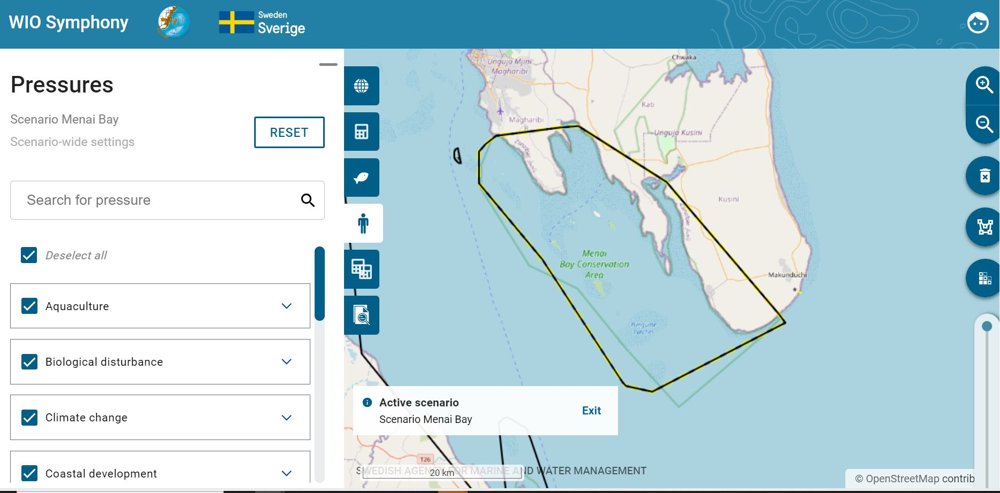 WIO Symphony
Sweden
Sverige
Pressures
Scenario Menai Bay
Scenario-wide settings
RESET
Search for pressure
Deselect all
Aquaculture
Biological disturbance
Climate change
Coastal development
Chwaka
Unguja Mjini
Magharibi
Kati
Magharibi
B
Unguja Kusini
Zanzibar
Kusini
Zanzibar
Menai
Bay Conservation
Area
Makunduchi
Pungume
Patches
Active scenario
Scenario Menai Bay
Exit
T26
SWEDISH AGENCY FOR MARINE AND WATER MANAGEMENT
20 km
© OpenStreetMap contrib